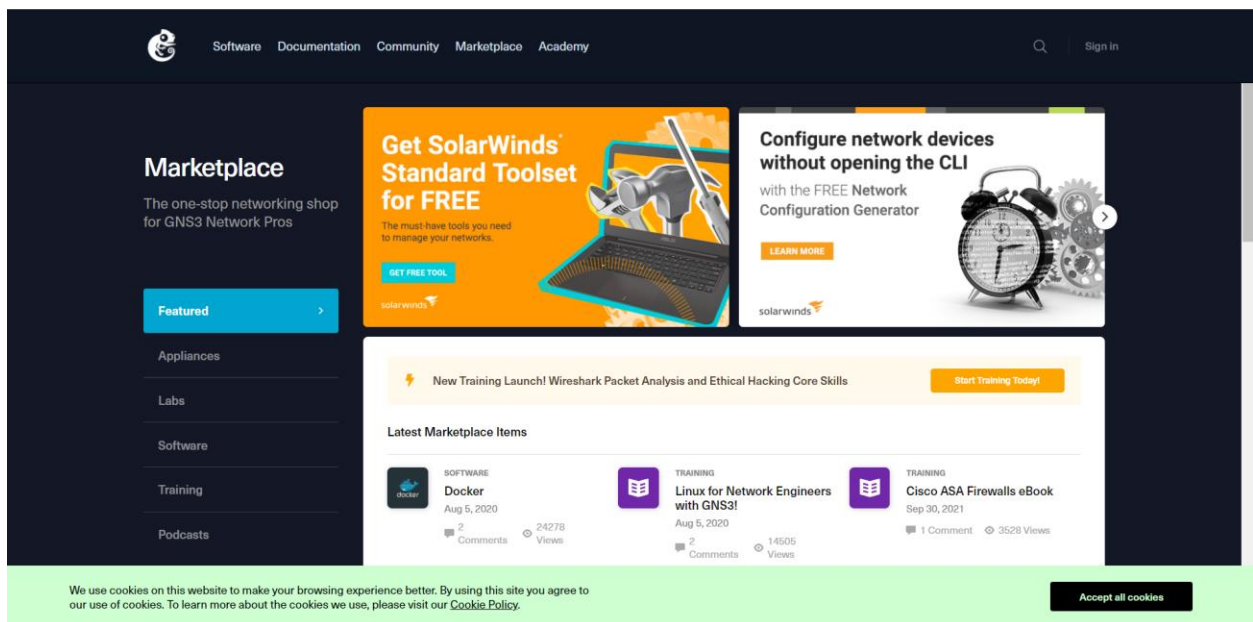 Software Documentation Community Marketplace Academy
Sign in
Marketplace
The one-stop networking shop
for GNS3 Network Pros
Featured
Appliances
Labs
Software
Training
Podcasts
Get SolarWinds®
Standard Toolset
for FREE
The must-have tools you need
to manage your networks.
GET FREE TOOL
solarwinds
Configure network devices
without opening the CLI
with the FREE Network
Configuration Generator
LEARN MORE
solarwinds
New Training Launch! Wireshark Packet Analysis and Ethical Hacking Core Skills
Start Training Today!
Latest Marketplace Items
docker
SOFTWARE
Docker
Aug 5, 2020
2
Comments
24278
Views
TRAINING
Linux for Network Engineers
with GNS3!
Aug 5, 2020
2
Comments
14505
Views
TRAINING
Cisco ASA Firewalls eBook
Sep 30, 2021
1 Comment
3528 Views
We use cookies on this website to make your browsing experience better. By using this site you agree to
our use of cookies. To learn more about the cookies we use, please visit our Cookie Policy.
Accept all cookies